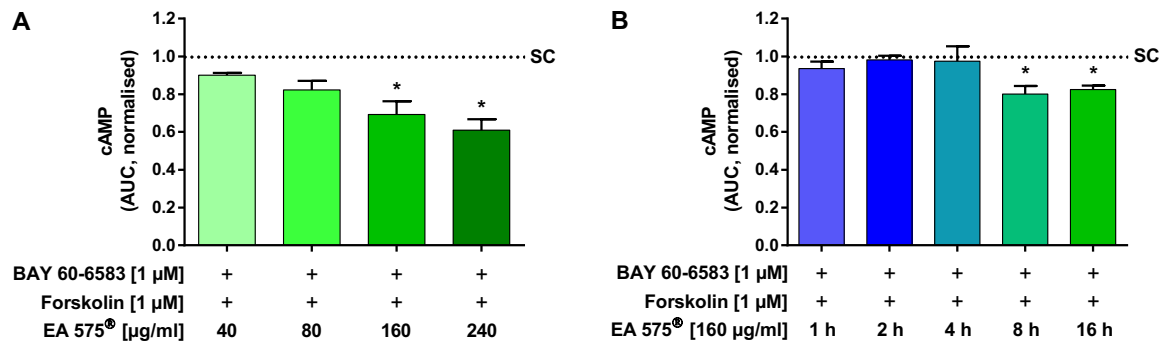 A
1.2
1.0
0.8
0.6
0.4
0.2
0.0
cAMP
(AUC, normalised)
SC
*
*
BAY 60-6583 [1 µM] + + + +
Forskolin [1 µM] + + + +
EA 575® [µg/ml] 40 80 160 240
B
1.2
1.0
0.8
0.6
0.4
0.2
0.0
cAMP
(AUC, normalised)
SC
*
*
BAY 60-6583 [1 µM] + + + + +
Forskolin [1 µM] + + + + +
EA 575® [160 µg/ml] 1 h 2 h 4 h 8 h 16 h